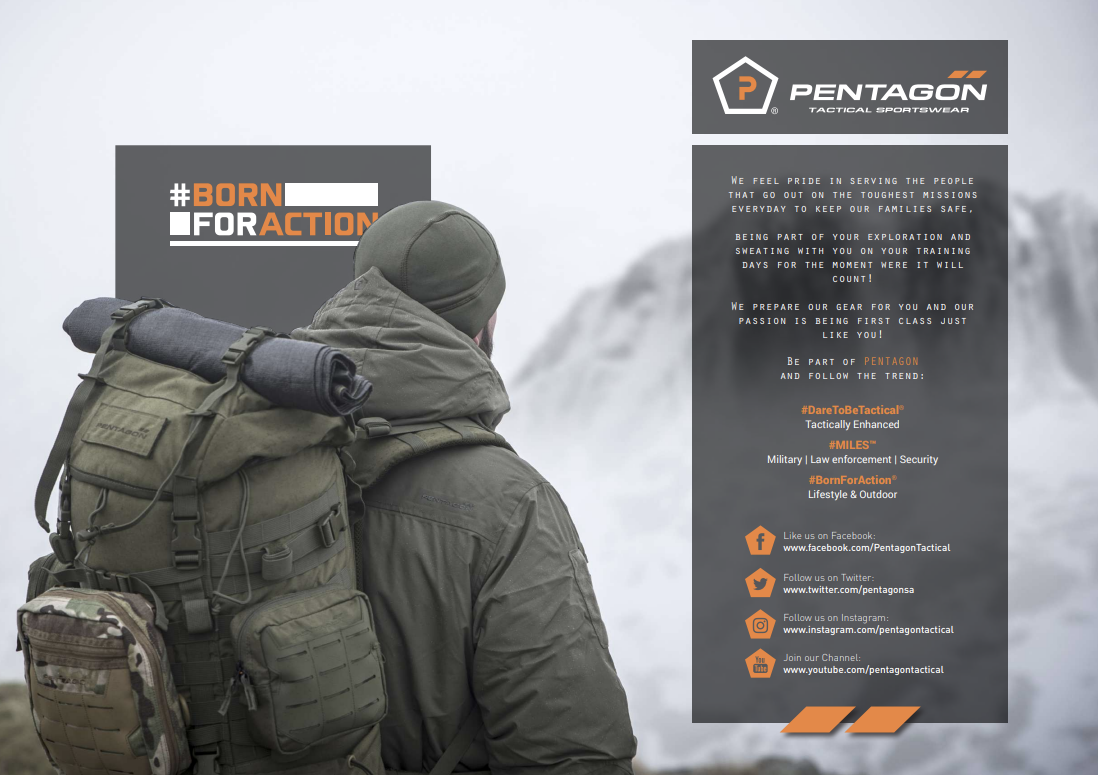 #BORN
FORACTION
PENTAGON
P
PENTAGON
TACTICAL SPORTSWEAR
®
WE FEEL PRIDE IN SERVING THE PEOPLE
THAT GO OUT ON THE TOUGHEST MISSIONS
EVERYDAY TO KEEP OUR FAMILIES SAFE,
BEING PART OF YOUR EXPLORATION AND
SWEATING WITH YOU ON YOUR TRAINING
DAYS FOR THE MOMENT WERE IT WILL
COUNT!
WE PREPARE OUR GEAR FOR YOU AND OUR
PASSION IS BEING FIRST CLASS JUST
LIKE YOU!
BE PART OF PENTAGON
AND FOLLOW THE TREND:
#DareToBeTactical®
Tactically Enhanced
#MILES™
Military | Law enforcement | Security
#BornForAction®
Lifestyle & Outdoor
Like us on Facebook:
www.facebook.com/PentagonTactical
Follow us on Twitter:
www.twitter.com/pentagonsa
Follow us on Instagram:
www.instagram.com/pentagontactical
You
Tube
Join our Channel:
www.youtube.com/pentagontactical